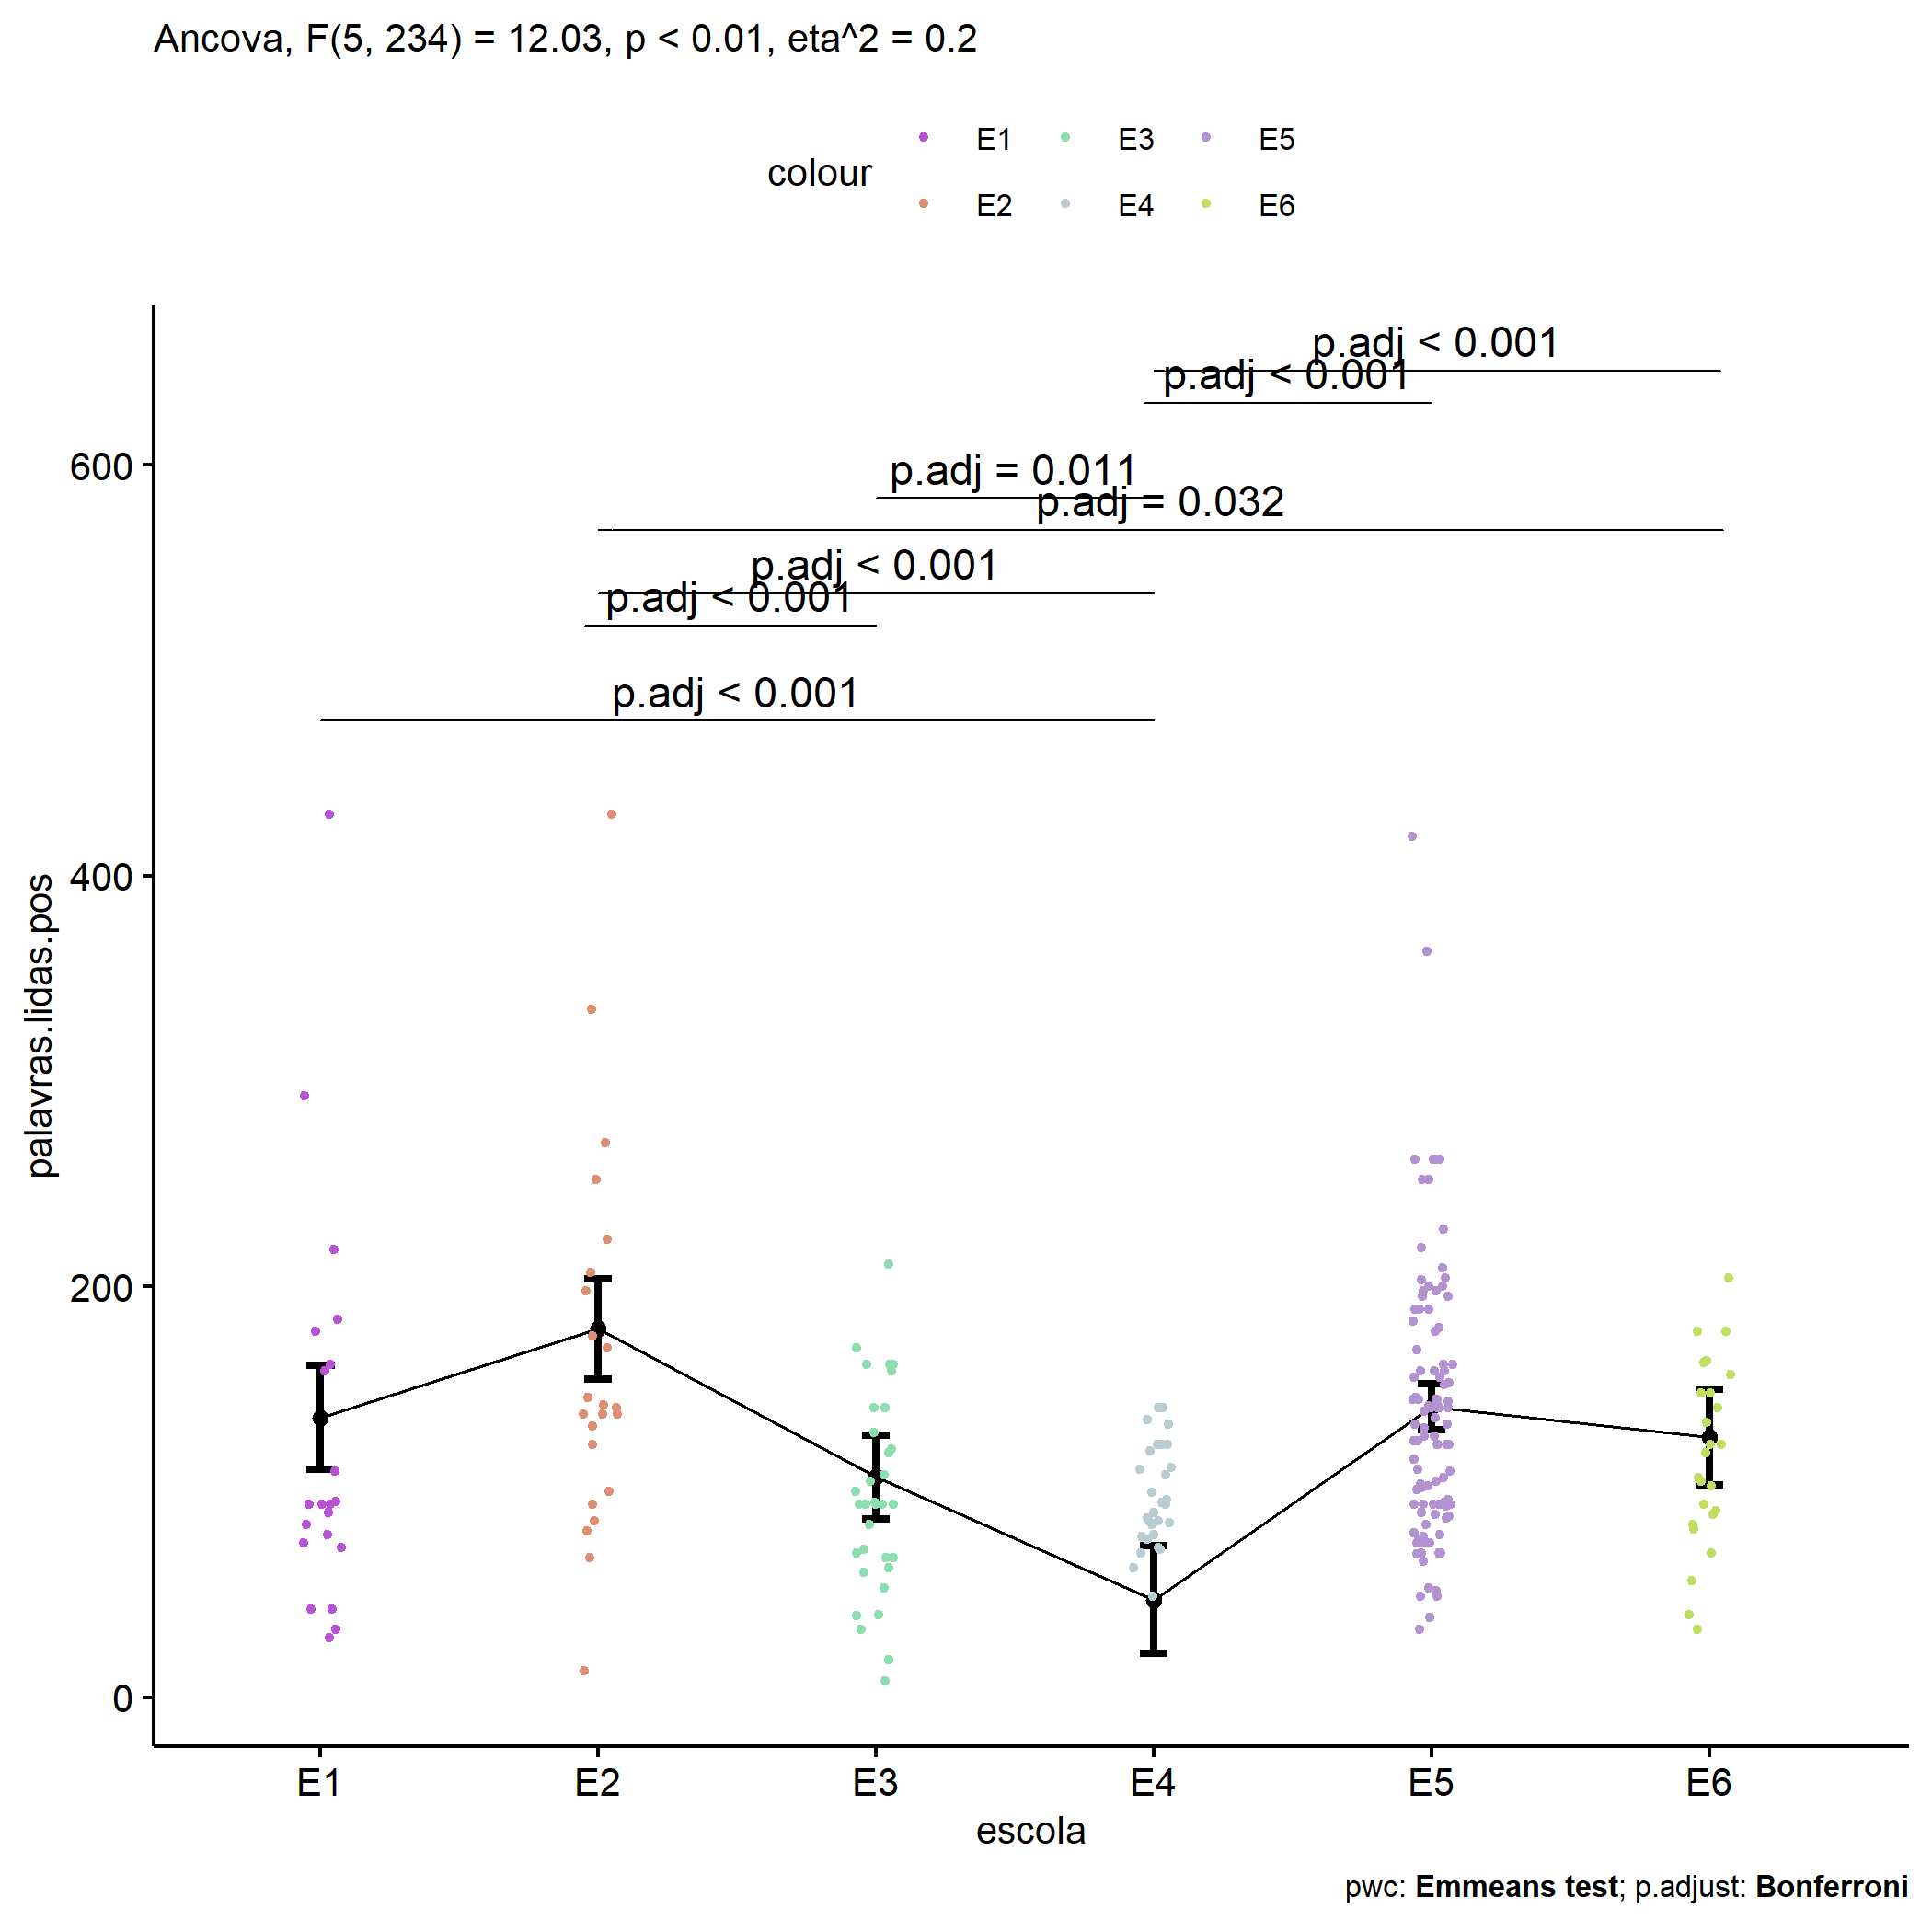 Ancova, F(5, 234) = 12.03, p < 0.01, eta^2 = 0.2
colour
E1 E3 E5
E2 E4 E6
p.adj < 0.001
p.adj < 0.001
p.adj = 0.011
p.adj = 0.032
p.adj < 0.001
p.adj < 0.001
p.adj < 0.001
600
400
200
0
palavras.lidas.pos
E1 E2 E3 E4 E5 E6
escola
pwc: Emmeans test; p.adjust: Bonferroni